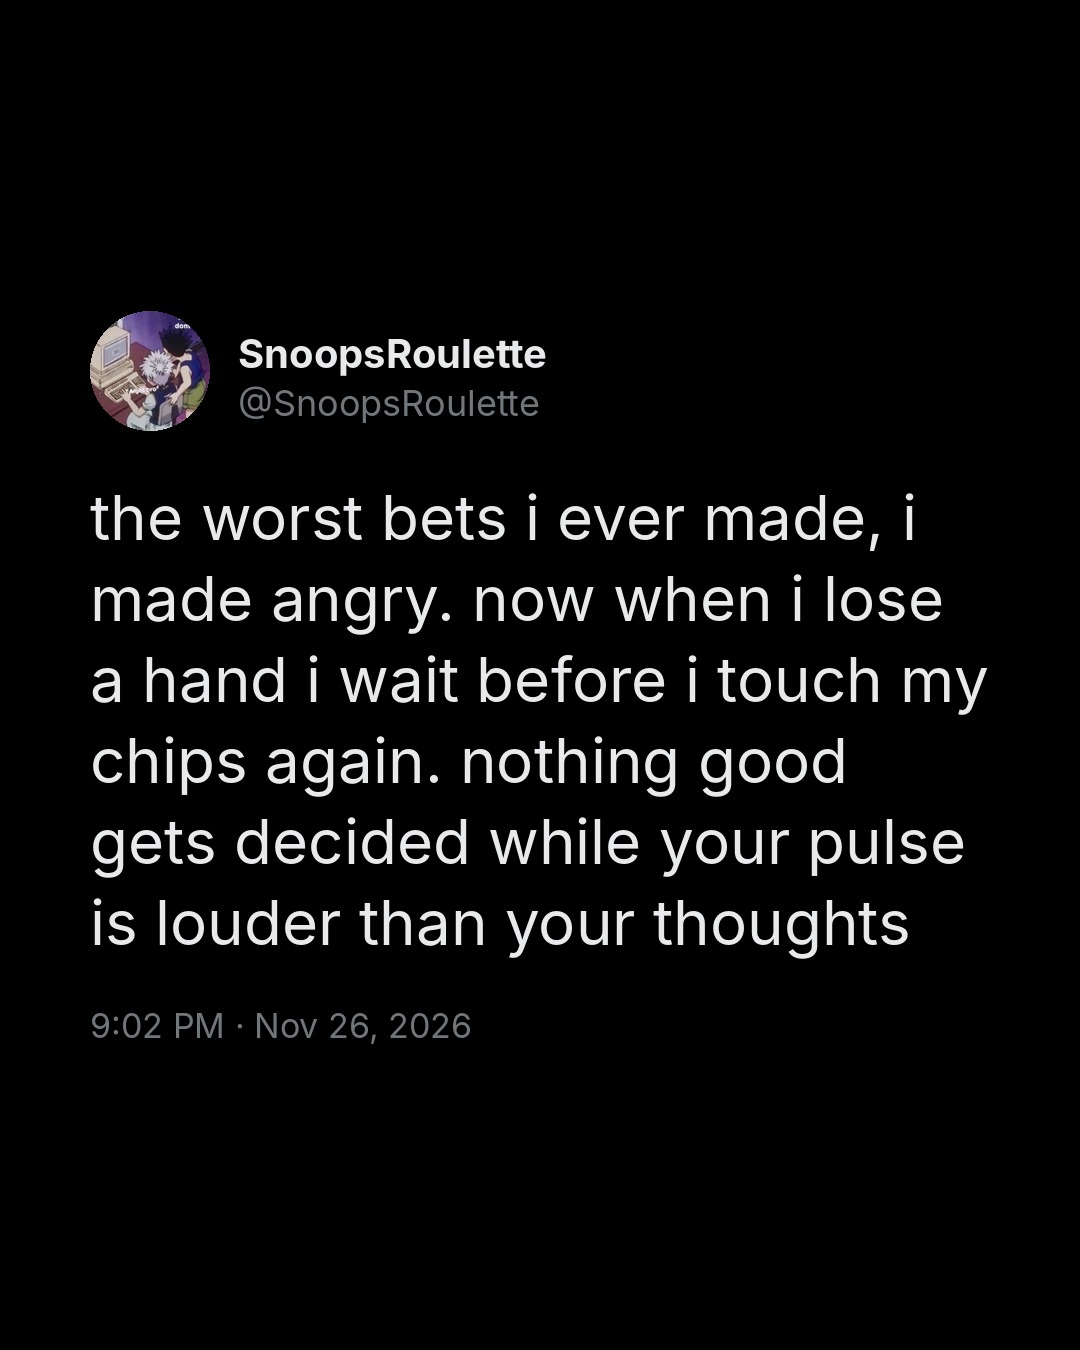 SnoopsRoulette
@SnoopsRoulette
the worst bets i ever made, i
made angry. now when i lose
a hand i wait before i touch my
chips again. nothing good
gets decided while your pulse
is louder than your thoughts
9:02 PM · Nov 26, 2026